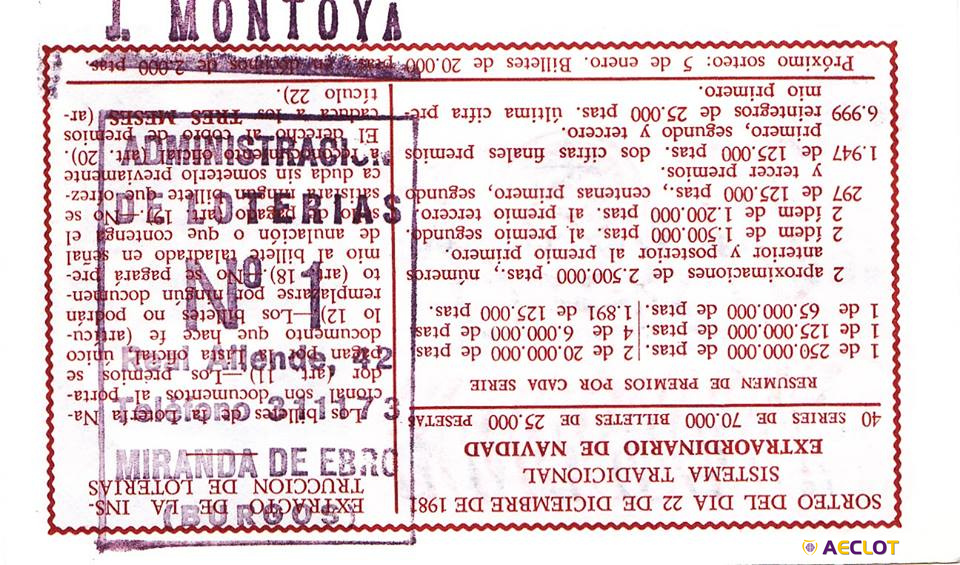 SORTEO DEL DIA 22 DE DICIEMBRE DE 1981
SISTEMA TRADICIONAL
EXTRAORDINARIO DE NAVIDAD
40 SERIES DE 70.000 BILLETES DE 25.000 PESETAS
RESUMEN DE PREMIOS POR CADA SERIE
1 de 250.000.000 de ptas. 2 de 20.000.000 de ptas.
1 de 125.000.000 de ptas. 4 de 6.000.000 de ptas.
1 de 65.000.000 de ptas. 1.891 de 125.000 ptas.
2 aproximaciones de 2.500.000 ptas., números
anterior y posterior al premio primero.
2 ídem de 1.500.000 ptas. al premio segundo.
2 ídem de 1.200.000 ptas. al premio tercero.
297 de 125.000 ptas., centenas primero, segundo
y tercer premios.
1.947 de 125.000 ptas. dos cifras finales premios
primero, segundo y tercero.
6.999 reintegros de 25.000 ptas. última cifra pre-
mio primero.
EXTRACTO DE LA INS-
TRUCCION DE LOTERIAS
Los billetes de la Lotería Na-
cional son documentos al porta-
dor (art. 11).—Los premios se
pagan por la Lista oficial, único
documento que hace fe (artícu-
lo 12).—Los billetes no podrán
remplazarse por ningún documen-
to (art. 18).—No se pagará pre-
mio al billete taladrado en señal
de anulación o que contenga el
pagado (art. 19). No se
satisfará ningún billete que ofrez-
ca duda sin someterlo previamente
a reconocimiento oficial (art. 20).
El derecho al cobro de premios
caduca a los TRES MESES (ar-
tículo 22).
Próximo sorteo: 5 de enero. Billetes de 20.000 ptas. en décimos de 2.000 ptas.
J. MONTOYA
ADMINISTRACION
DE LOTERIAS
Nº 1
Real Allende, 42
Teléfono 311173
MIRANDA DE EBRO
(BURGOS)
AECLOT